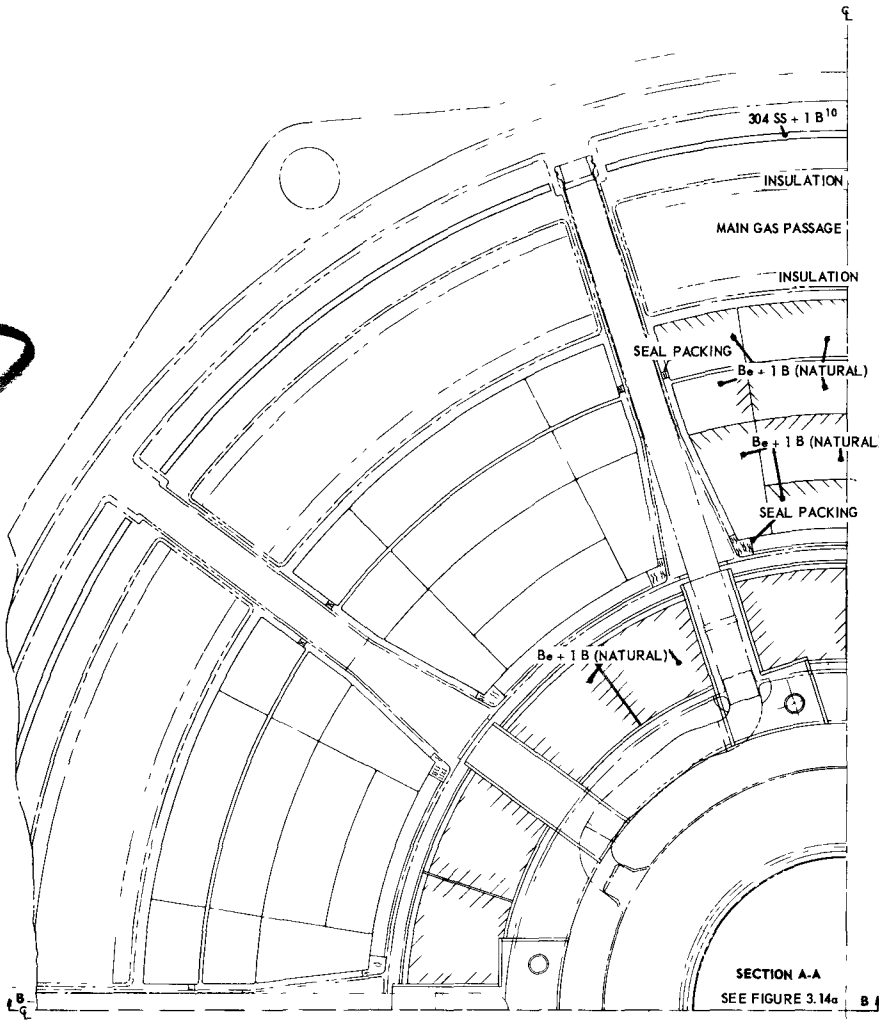 ℄
304 SS + 1 B¹⁰
INSULATION
MAIN GAS PASSAGE
INSULATION
SEAL PACKING
Be + 1 B (NATURAL)
Be + 1 B (NATURAL)
SEAL PACKING
Be + 1 B (NATURAL)
SECTION A-A
SEE FIGURE 3.14a
B
℄
B